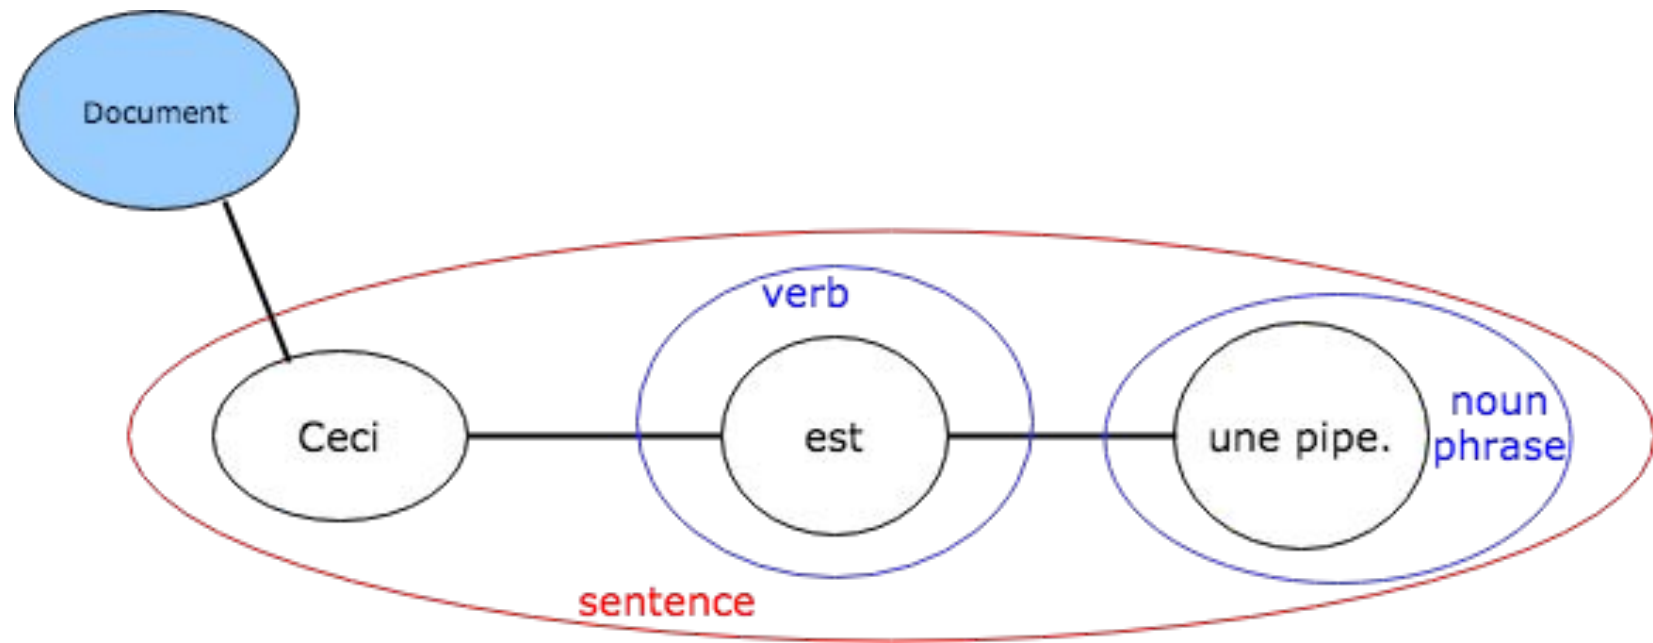 Document
verb
Ceci
est
une pipe.
noun
phrase
sentence